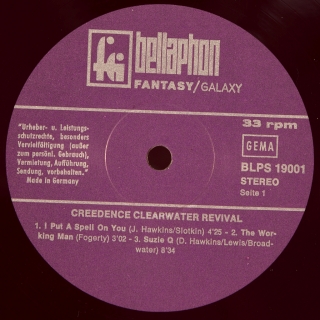 bellaphon
FANTASY/GALAXY
33 rpm
"Urheber- u. Leistungs-
schutzrechte, besonders
Vervielfältigung (außer
zum persönl. Gebrauch),
Vermietung, Aufführung,
Sendung, vorbehalten."
Made in Germany
GEMA
BLPS 19001
STEREO
Seite 1
CREEDENCE CLEARWATER REVIVAL
1. I Put A Spell On You (J. Hawkins/Slotkin) 4'25 - 2. The Wor-
king Man (Fogerty) 3'02 - 3. Suzie Q (D. Hawkins/Lewis/Broad-
water) 8'34